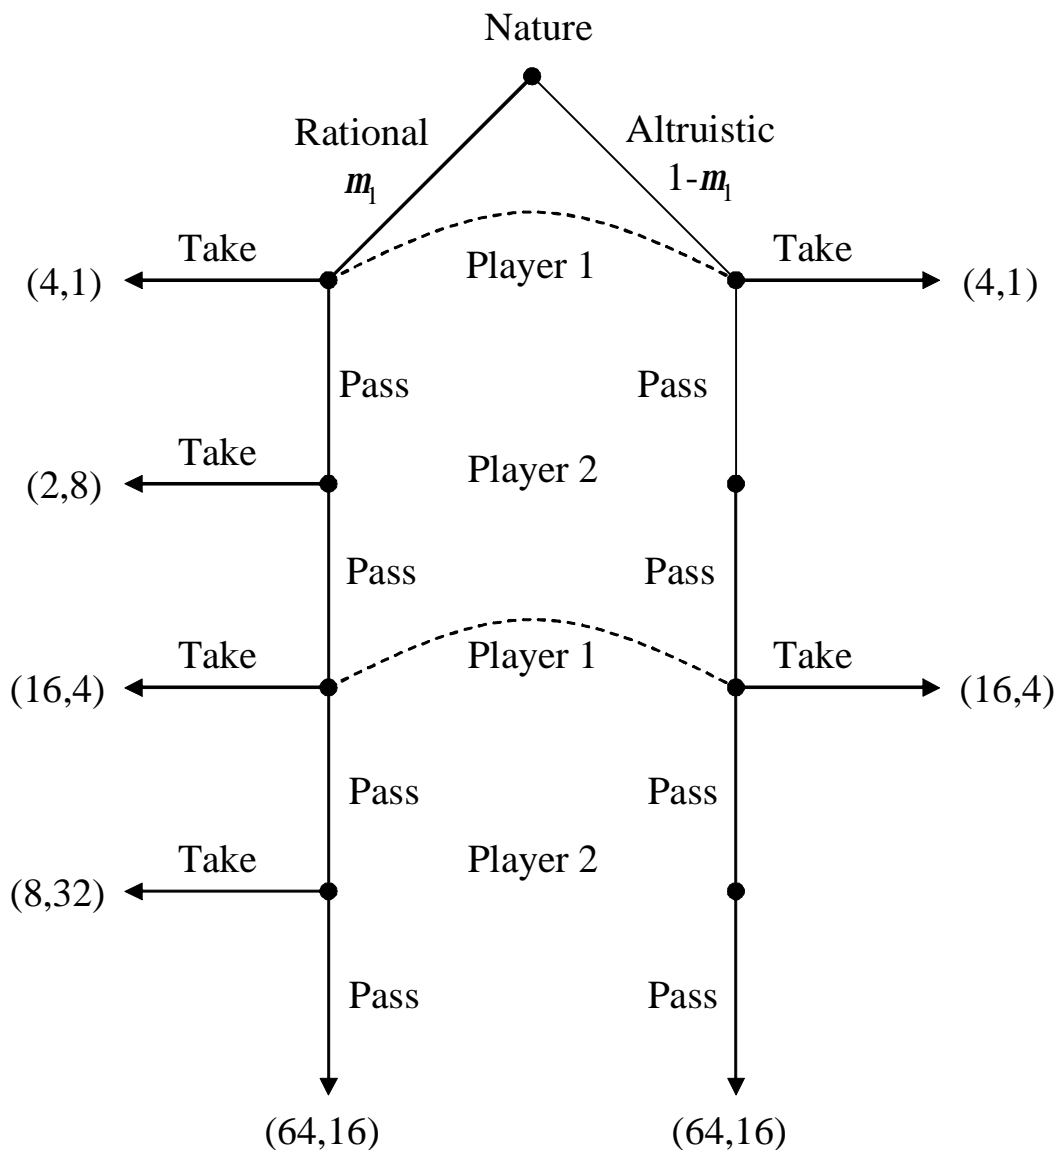 Nature
Rational
m1
Altruistic
1-m1
Take
Player 1
Take
(4,1)
(4,1)
Pass
Pass
Take
Player 2
(2,8)
Pass
Pass
Take
Player 1
Take
(16,4)
(16,4)
Pass
Pass
Take
Player 2
(8,32)
Pass
Pass
(64,16)
(64,16)